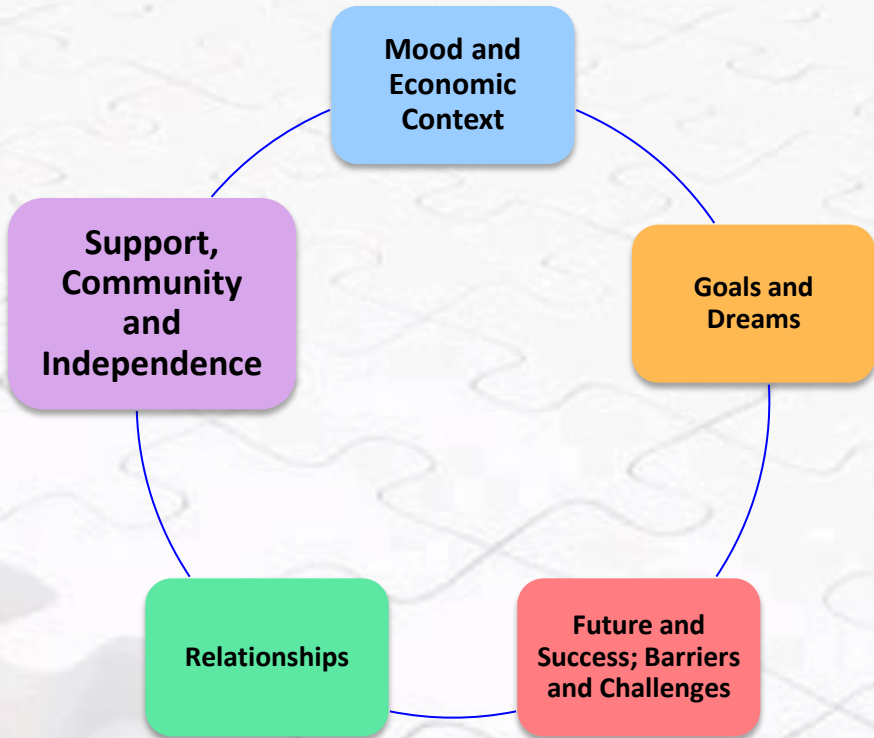 Mood and
Economic
Context
Goals and
Dreams
Future and
Success; Barriers
and Challenges
Relationships
Support,
Community
and
Independence